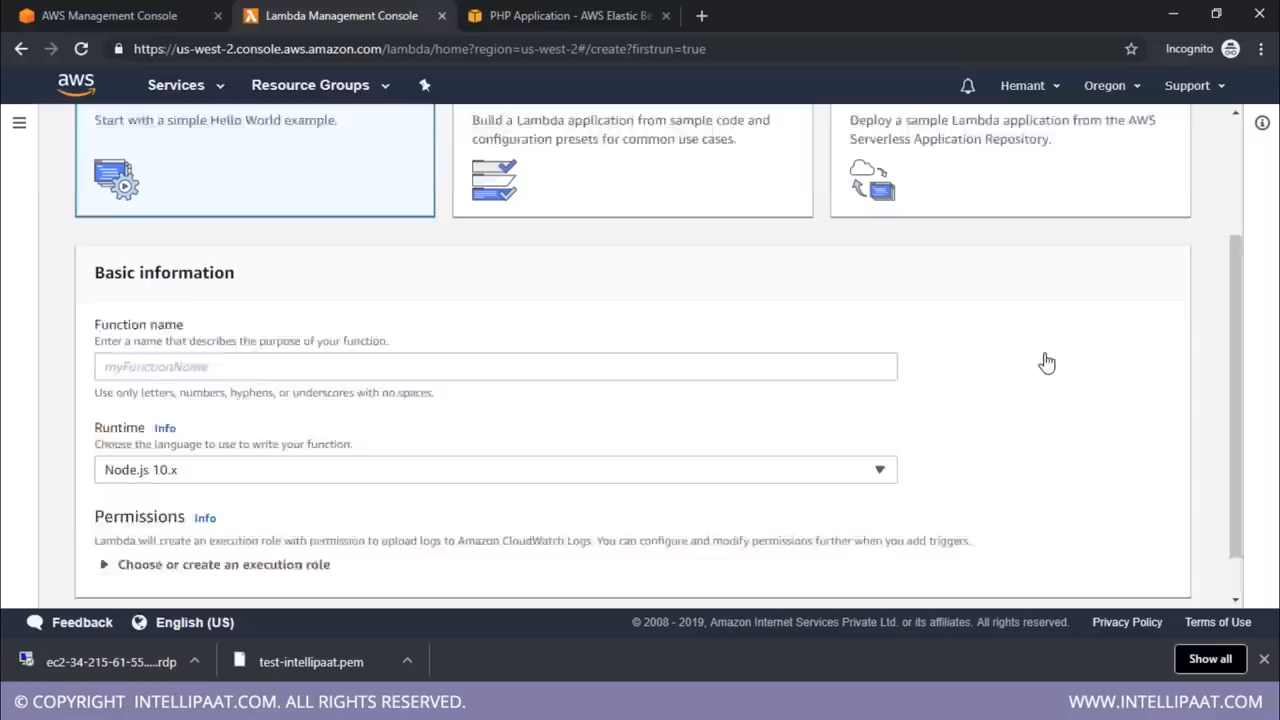 AWS Management Console
Lambda Management Console
PHP Application - AWS Elastic Be
https://us-west-2.console.aws.amazon.com/lambda/home?region=us-west-2#/create?firstrun=true
Incognito
aws
Services
Resource Groups
Hemant
Oregon
Support
Start with a simple Hello World example.
Build a Lambda application from sample code and
configuration presets for common use cases.
Deploy a sample Lambda application from the AWS
Serverless Application Repository.
Basic information
Function name
Enter a name that describes the purpose of your function.
myFunctionName
Use only letters, numbers, hyphens, or underscores with no spaces.
Runtime Info
Choose the language to use to write your function.
Node.js 10.x
Permissions Info
Lambda will create an execution role with permission to upload logs to Amazon CloudWatch Logs. You can configure and modify permissions further when you add triggers.
Choose or create an execution role
Feedback
English (US)
© 2008 - 2019, Amazon Internet Services Private Ltd. or its affiliates. All rights reserved.
Privacy Policy
Terms of Use
ec2-34-215-61-55.....rdp
test-intellipaat.pem
Show all
© COPYRIGHT INTELLIPAAT.COM. ALL RIGHTS RESERVED.
WWW.INTELLIPAAT.COM